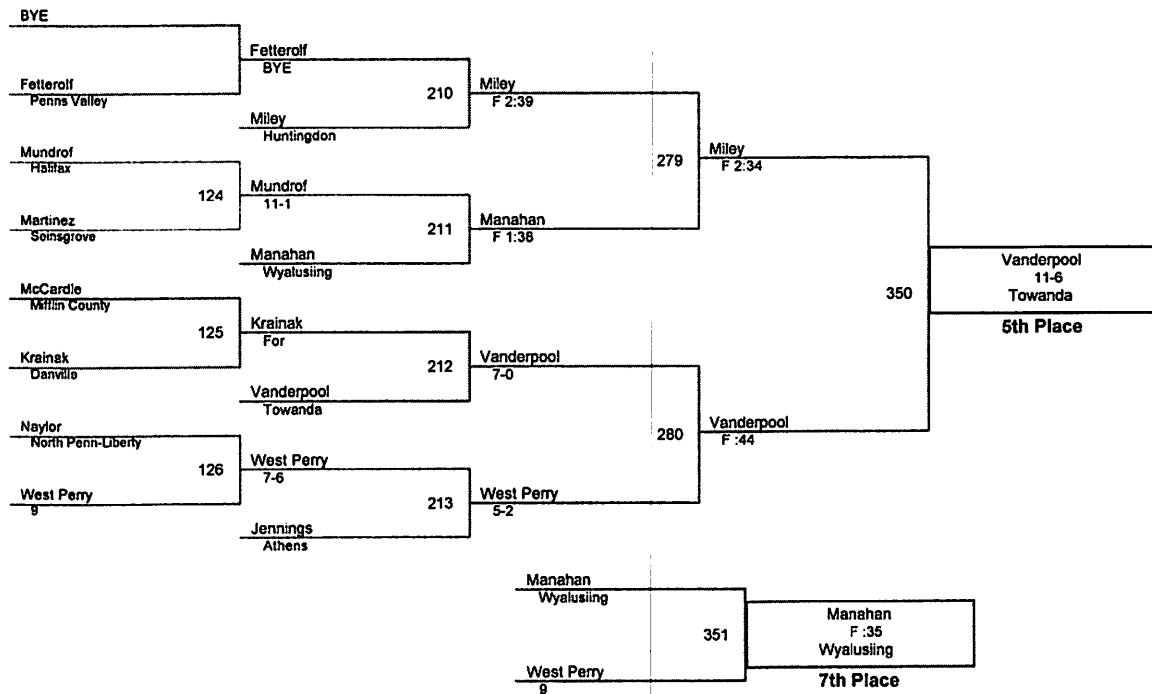 BYE
Fetterolf
Penns Valley
Mundrof
Halifax
Martinez
Selnsgrove
McCardle
Mifflin County
Krainak
Danville
Naylor
North Penn-Liberty
West Perry
9
124
125
126
Fetterolf
BYE
Miley
Huntingdon
Mundrof
11-1
Manahan
Wyalusiing
Krainak
For
Vanderpool
Towanda
West Perry
7-6
Jennings
Athens
210
211
212
213
Miley
F 2:39
Manahan
F 1:38
Vanderpool
7-0
West Perry
5-2
279
280
Miley
F 2:34
Vanderpool
F :44
350
Vanderpool
11-6
Towanda
5th Place
Manahan
Wyalusiing
West Perry
9
351
Manahan
F :35
Wyalusiing
7th Place